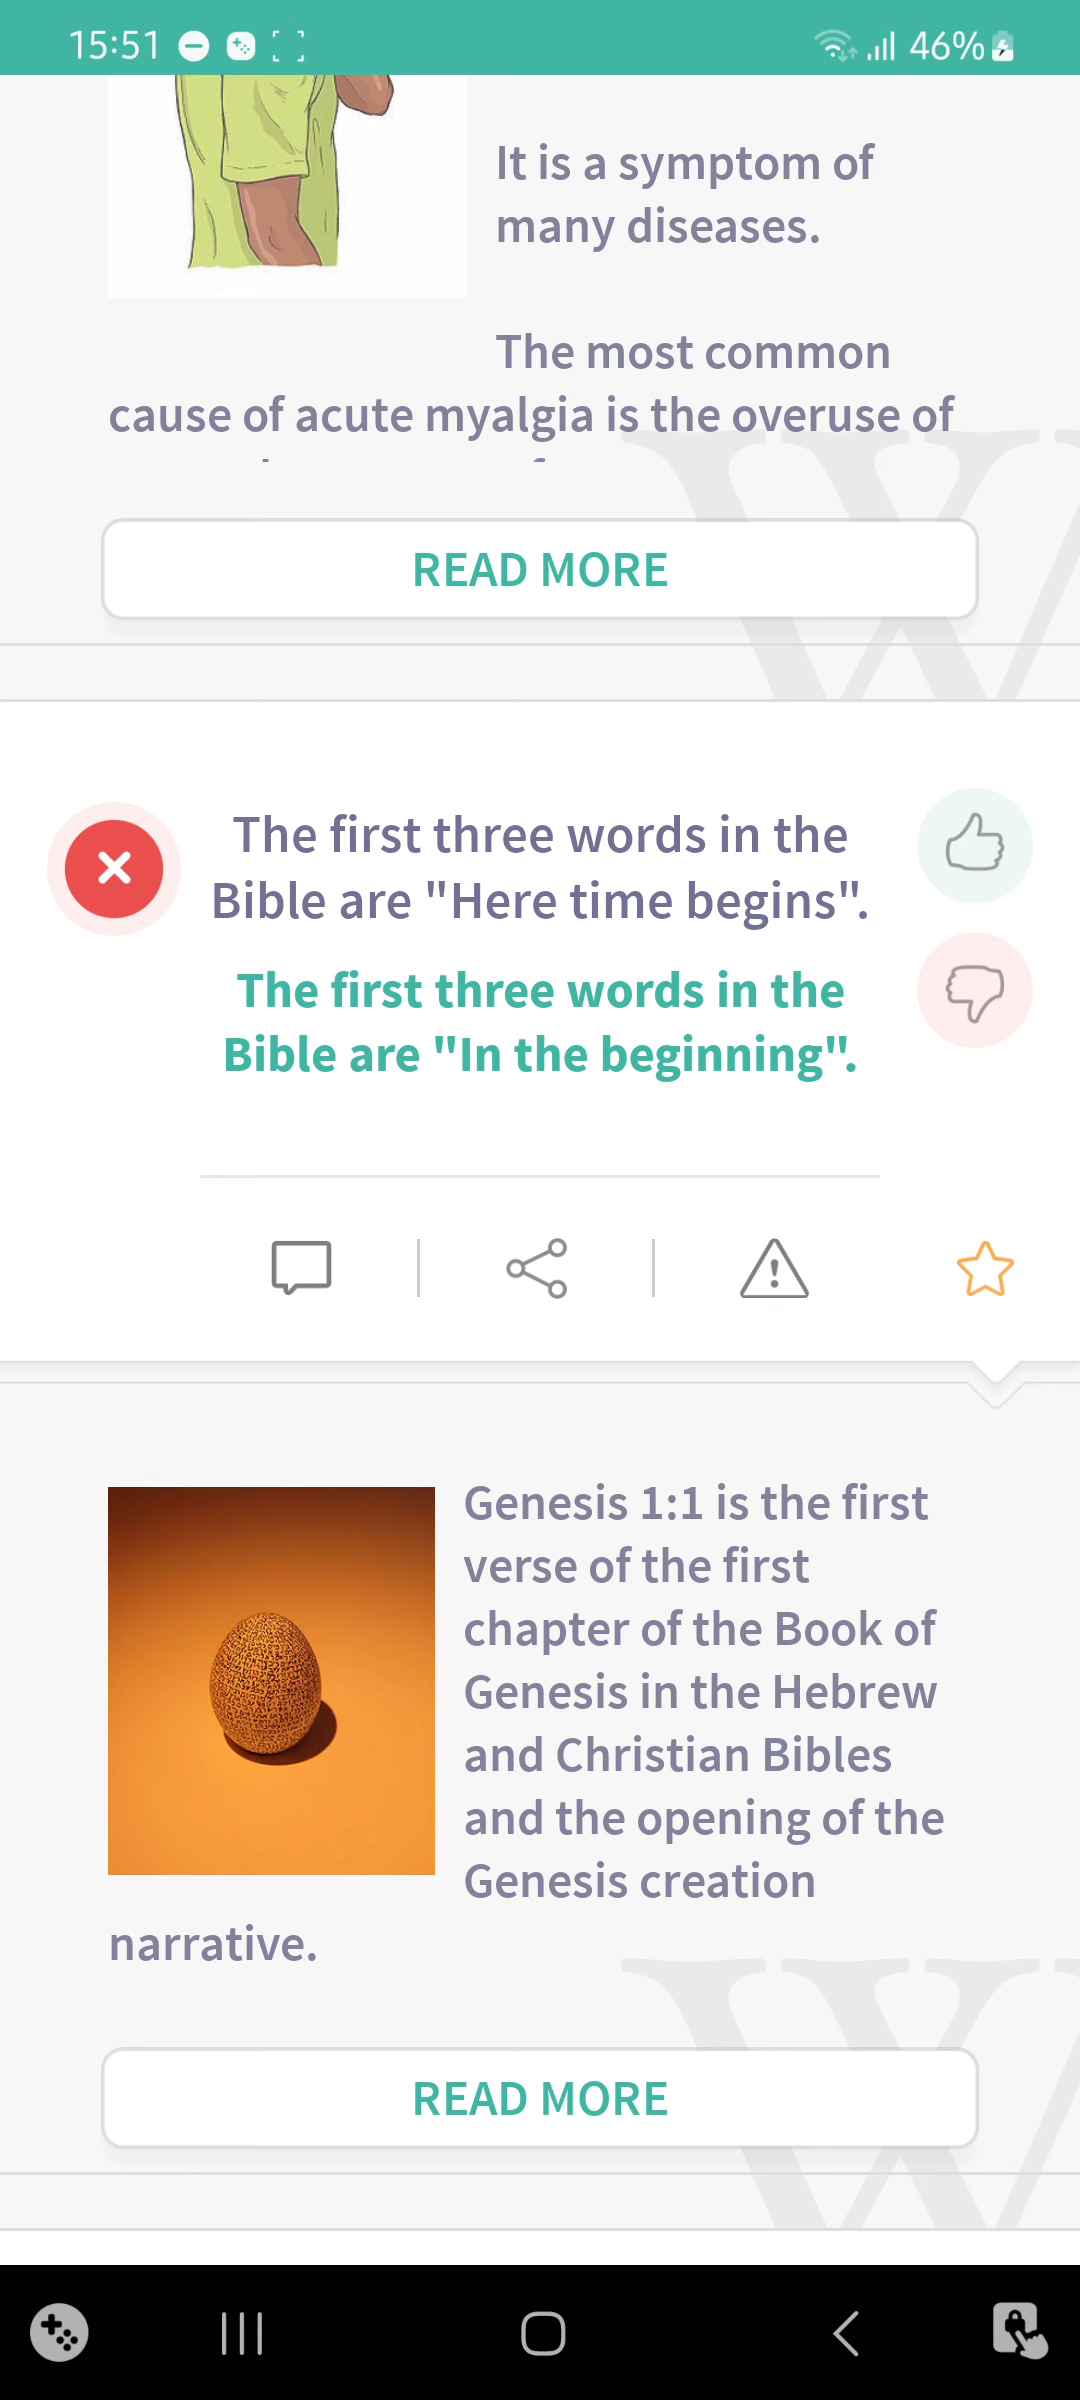 15:51
46%
It is a symptom of
many diseases.
The most common
cause of acute myalgia is the overuse of
READ MORE
The first three words in the
Bible are "Here time begins".
The first three words in the
Bible are "In the beginning".
Genesis 1:1 is the first
verse of the first
chapter of the Book of
Genesis in the Hebrew
and Christian Bibles
and the opening of the
Genesis creation
narrative.
READ MORE